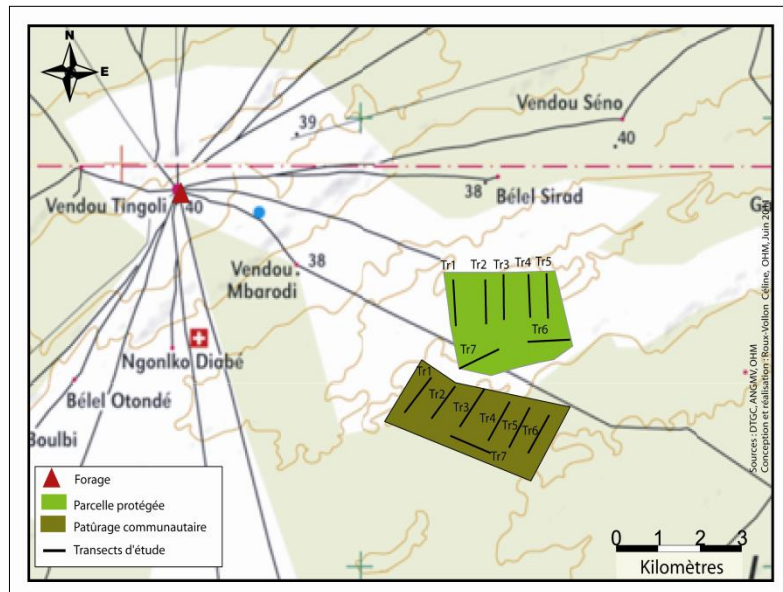 N
E
Vendou Séno
39
40
Vendou Tingoli
40
38
Bélel Sirad
Vendou
Mbarodi
38
Tr1
Tr2
Tr3
Tr4
Tr5
Tr6
Tr7
Ngonlko Diabé
Bélel Otondé
Boulbi
Tr1
Tr2
Tr3
Tr4
Tr5
Tr6
Tr7
Forage
Parcelle protégée
Patûrage communautaire
Transects d'étude
0 1 2 3
Kilomètres
Sources : DTGC, ANGMV, OHM
Conception et réalisation : Roux-Vollon Céline, OHM, Juin